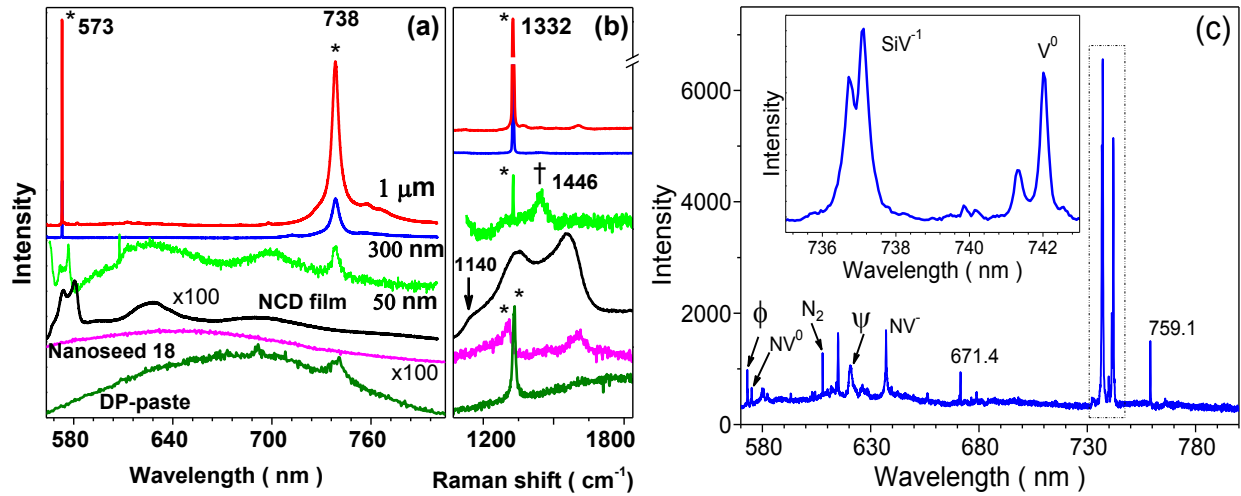 * 573
738
*
(a)
1 μm
300 nm
50 nm
x100
NCD film
Nanoseed 18
x100
DP-paste
Intensity
580 640 700 760
Wavelength ( nm )
* 1332
(b)
* † 1446
1140
* *
Intensity
1200 1800
Raman shift ( cm⁻¹ )
(c)
Intensity
6000
4000
2000
0
ϕ
NV⁰
N₂
ψ
NV⁻
671.4
759.1
580 630 680 730 780
Wavelength ( nm )
SiV⁻¹
V⁰
Intensity
736 738 740 742
Wavelength ( nm )